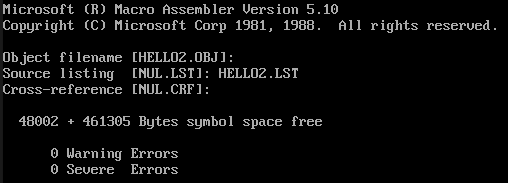 Microsoft (R) Macro Assembler Version 5.10
Copyright (C) Microsoft Corp 1981, 1988.  All rights reserved.
Object filename [HELLO2.OBJ]:
Source listing  [NUL.LST]: HELLO2.LST
Cross-reference [NUL.CRF]:
48002 + 461305 Bytes symbol space free
0 Warning Errors
0 Severe  Errors